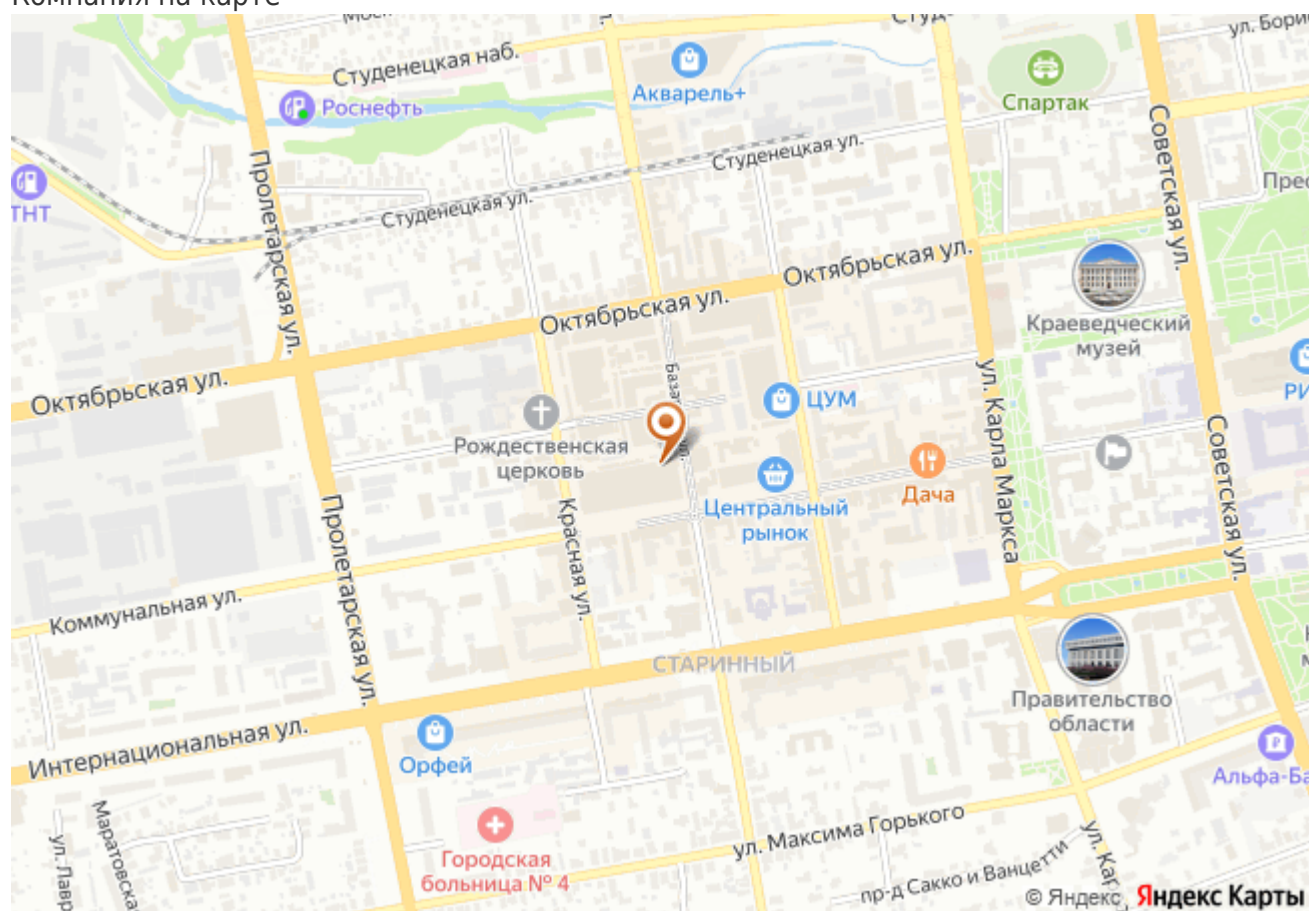 Компания на карте
Студенецкая наб.
Акварель+
Роснефть
Спартак
Советская ул.
ТНТ
Пролетарская ул.
Студенецкая ул.
Студенецкая ул.
Октябрьская ул.
Октябрьская ул.
Краеведческий
музей
Октябрьская ул.
ул. Карла Маркса
ЦУМ
Рождественская
церковь
Советская ул.
Дача
Центральный
рынок
Пролетарская ул.
Красная ул.
Коммунальная ул.
СТАРИННЫЙ
Правительство
области
Интернациональная ул.
Орфей
ул. Максима Горького
Городская
больница № 4
пр-д Сакко и Ванцетти
© Яндекс Яндекс Карты